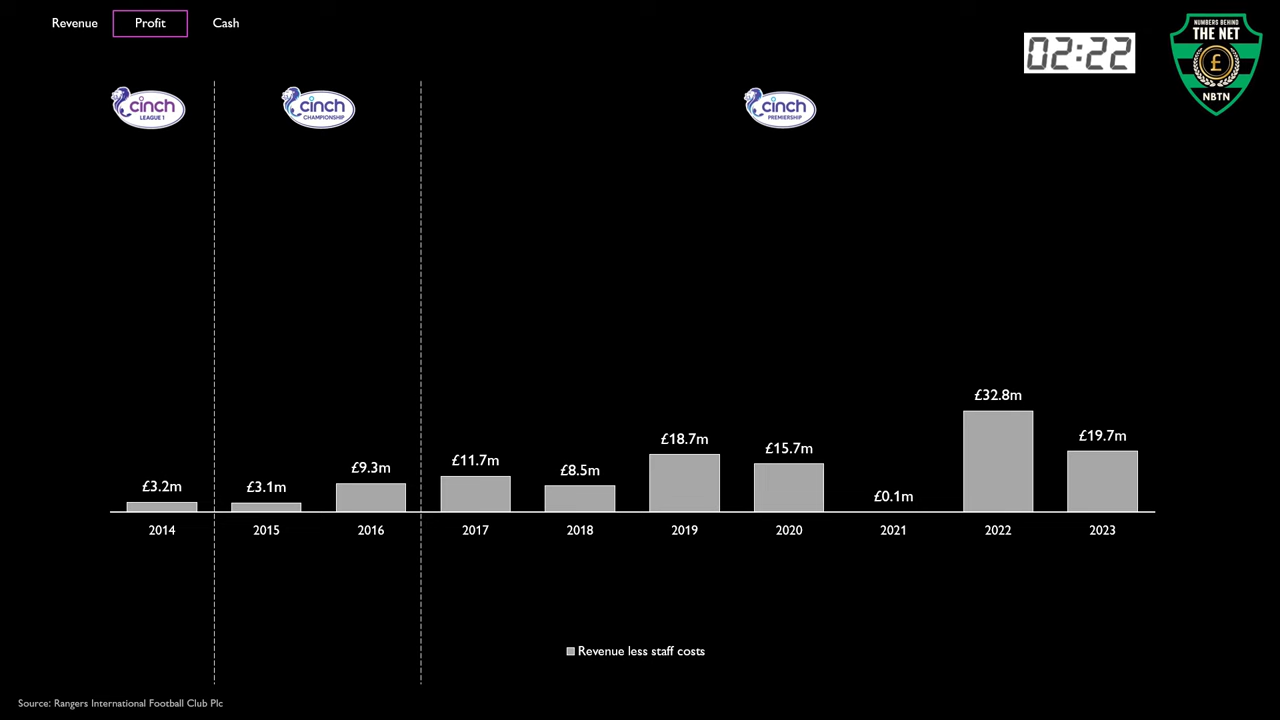 Revenue
Profit
Cash
02:22
NUMBERS BEHIND
THE NET
£
NBTN
cinch
LEAGUE 1
cinch
CHAMPIONSHIP
cinch
PREMIERSHIP
£3.2m
£3.1m
£9.3m
£11.7m
£8.5m
£18.7m
£15.7m
£0.1m
£32.8m
£19.7m
2014
2015
2016
2017
2018
2019
2020
2021
2022
2023
Revenue less staff costs
Source: Rangers International Football Club Plc